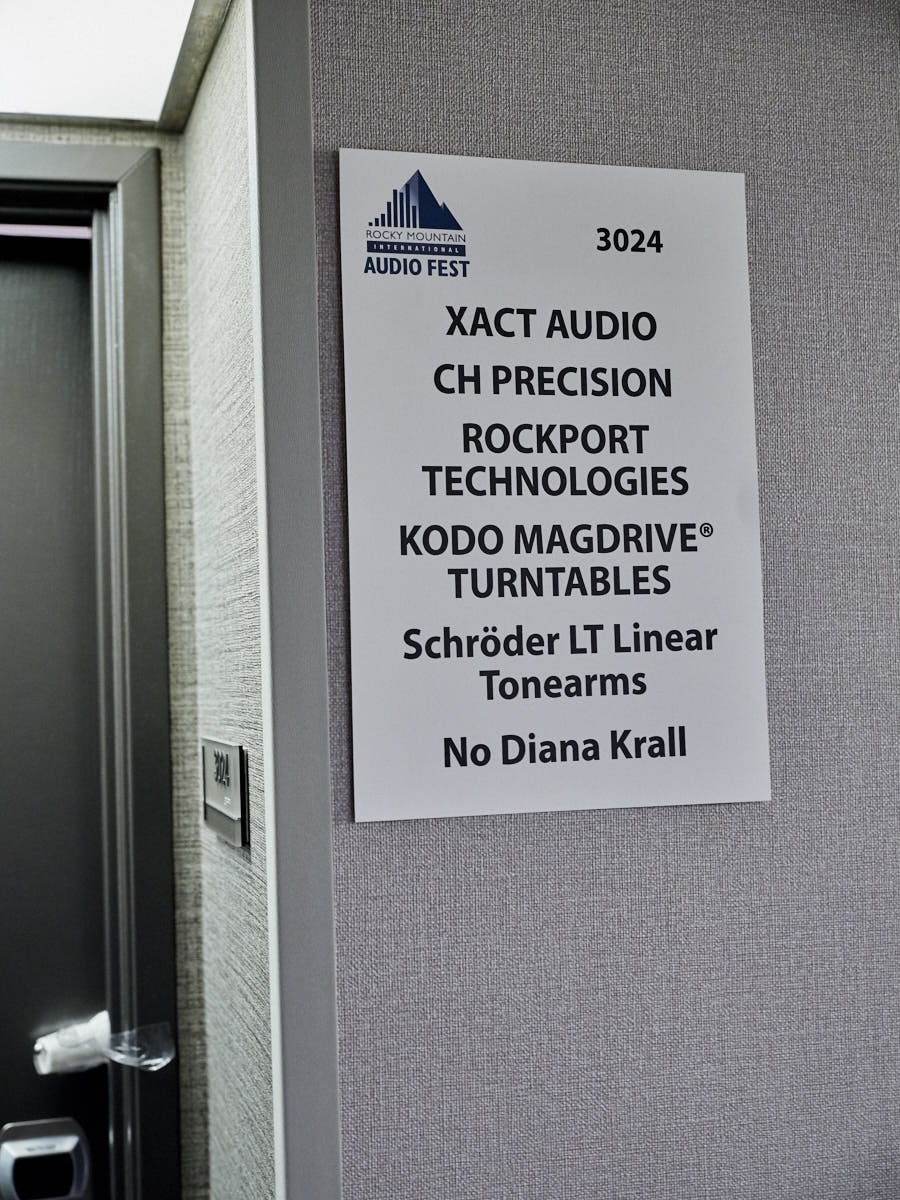 ROCKY MOUNTAIN
INTERNATIONAL
AUDIO FEST
3024
XACT AUDIO
CH PRECISION
ROCKPORT
TECHNOLOGIES
KODO MAGDRIVE®
TURNTABLES
Schröder LT Linear
Tonearms
No Diana Krall
3024